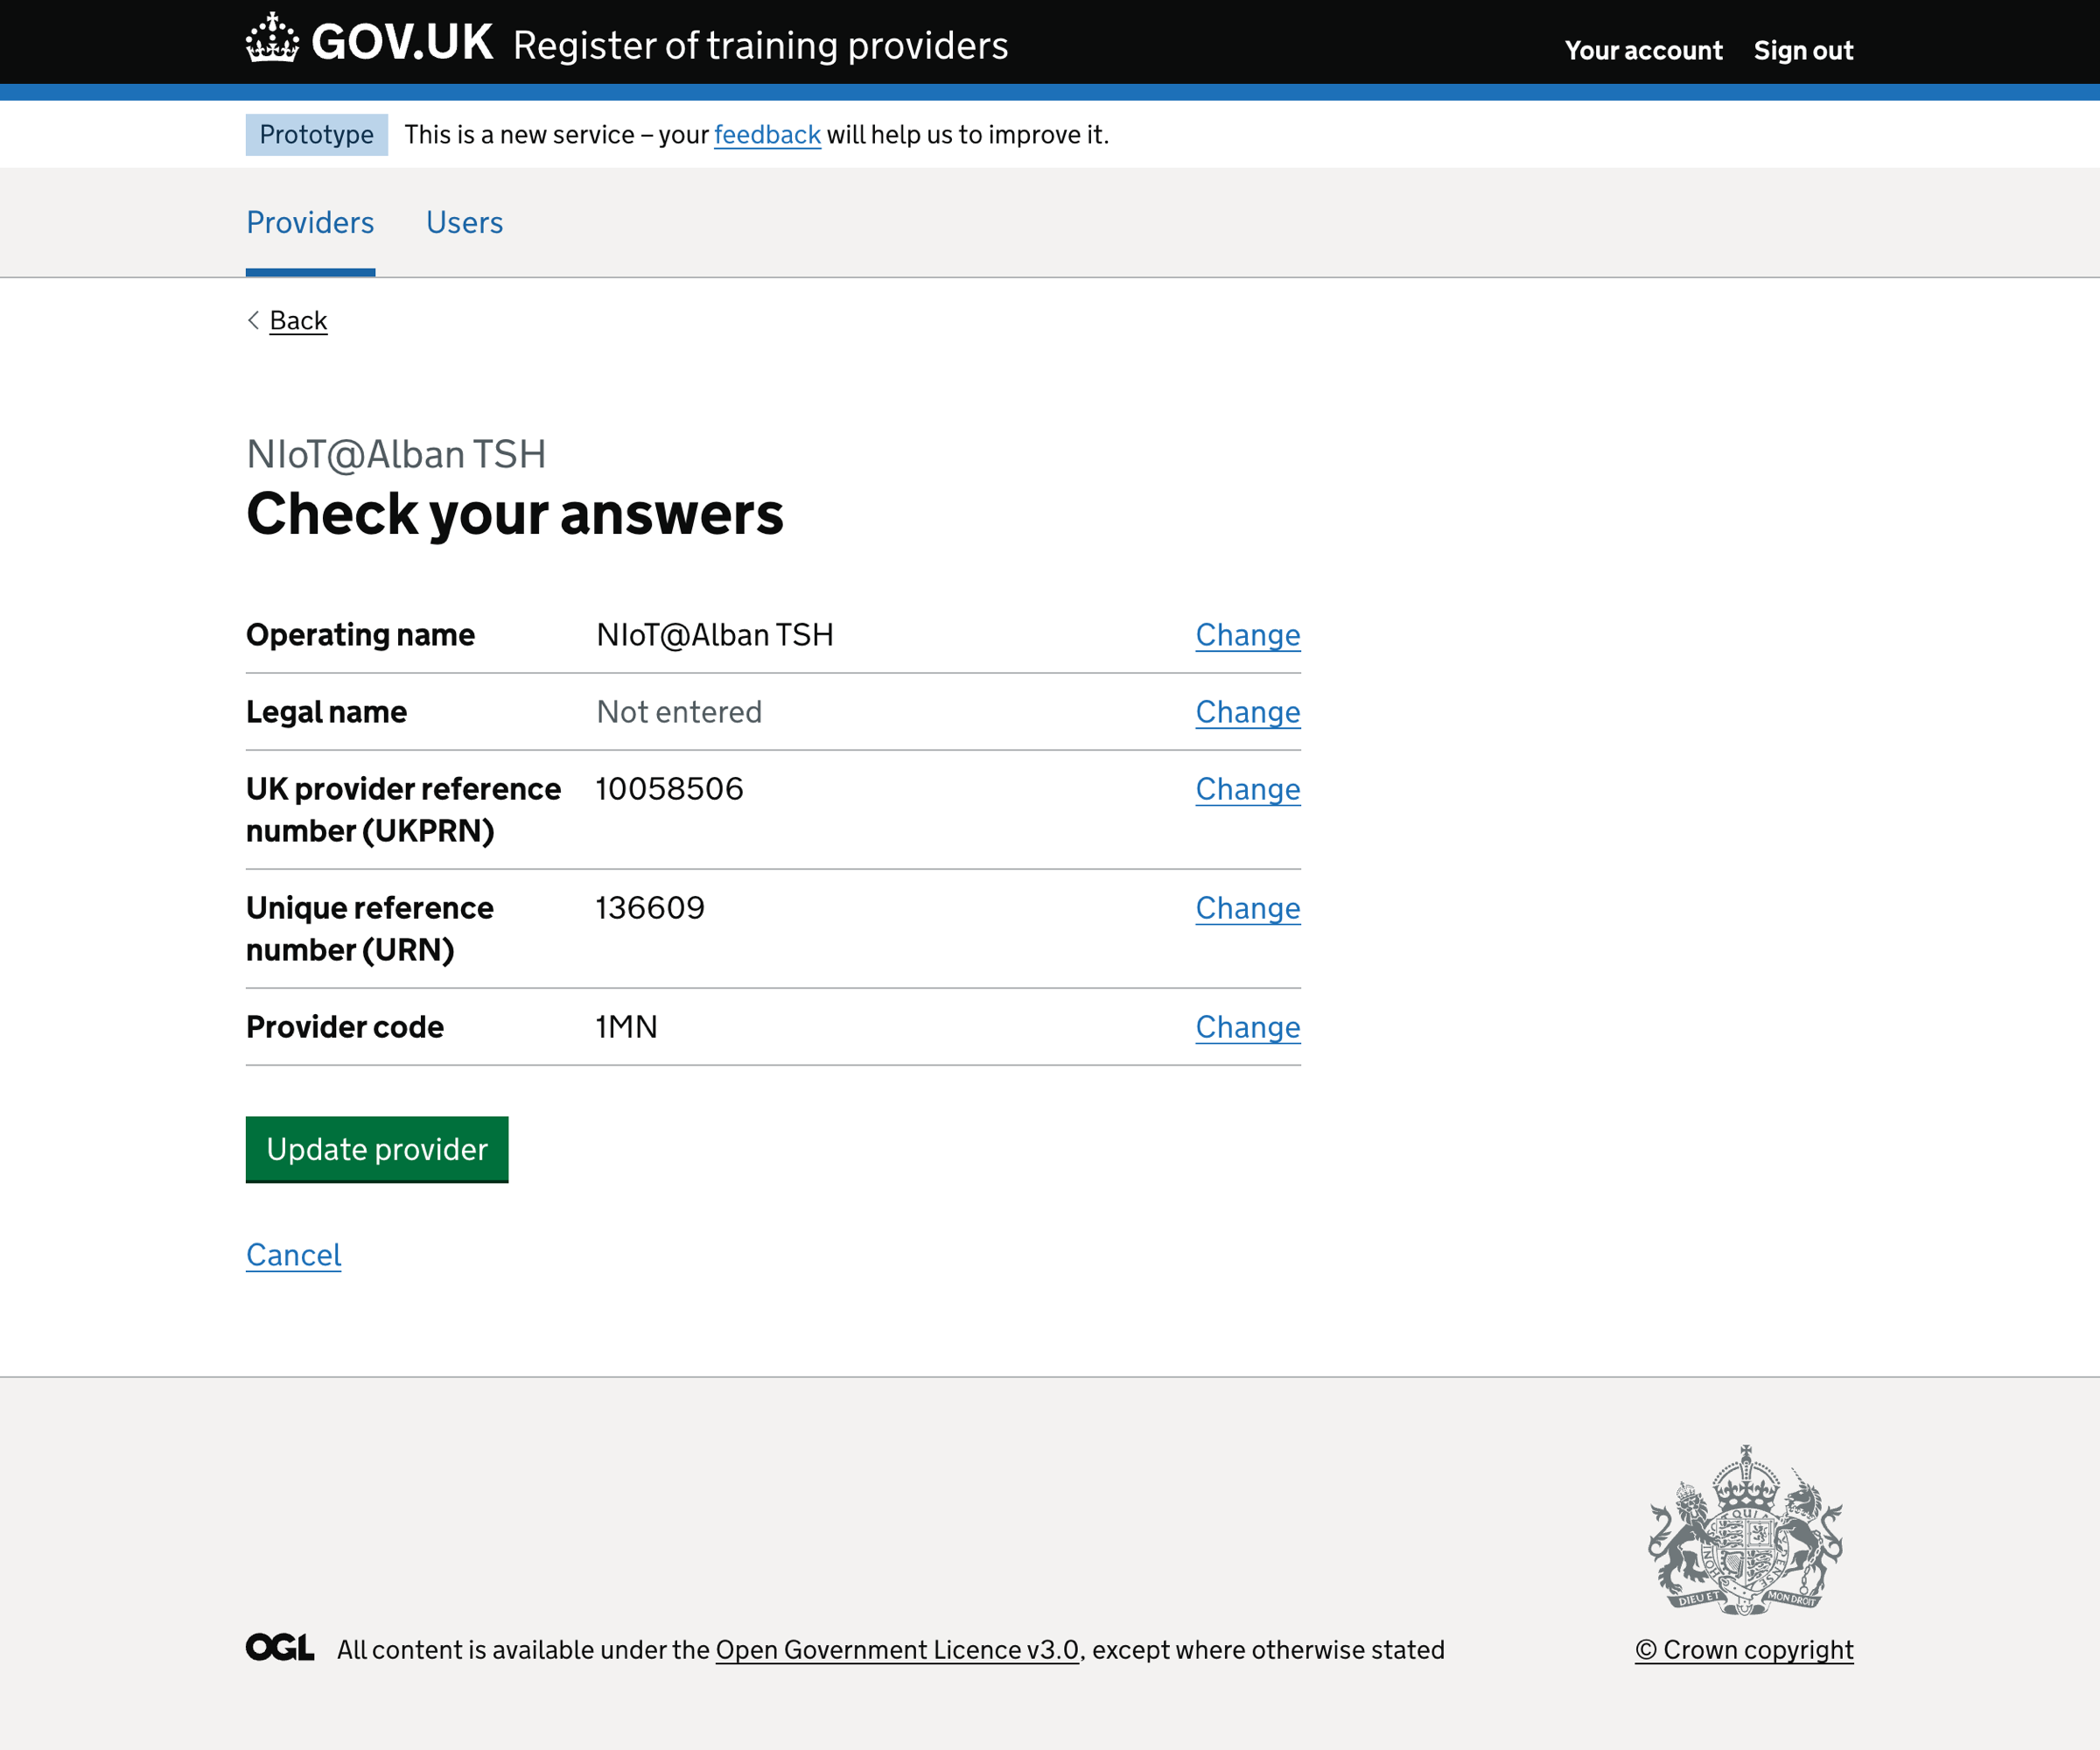 GOV.UK Register of training providers
Your account Sign out
Prototype This is a new service – your feedback will help us to improve it.
Providers Users
Back
NIoT@Alban TSH
Check your answers
Operating name NIoT@Alban TSH Change
Legal name Not entered Change
UK provider reference number (UKPRN) 10058506 Change
Unique reference number (URN) 136609 Change
Provider code 1MN Change
Update provider
Cancel
DIEU ET MON DROIT
OGL All content is available under the Open Government Licence v3.0, except where otherwise stated
© Crown copyright